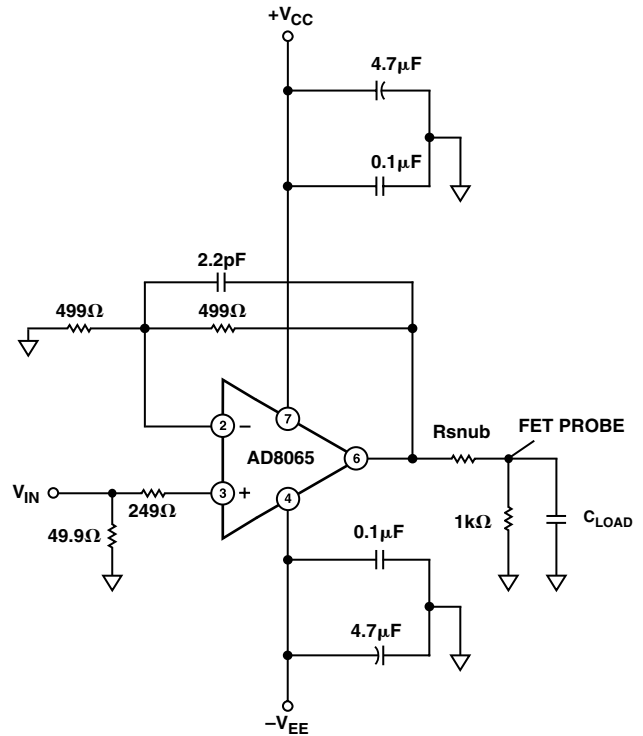 +VCC
4.7µF
0.1µF
2.2pF
499Ω
499Ω
7
2
−
AD8065
6
Rsnub
FET PROBE
VIN
3
+
4
249Ω
49.9Ω
1kΩ
CLOAD
0.1µF
4.7µF
−VEE